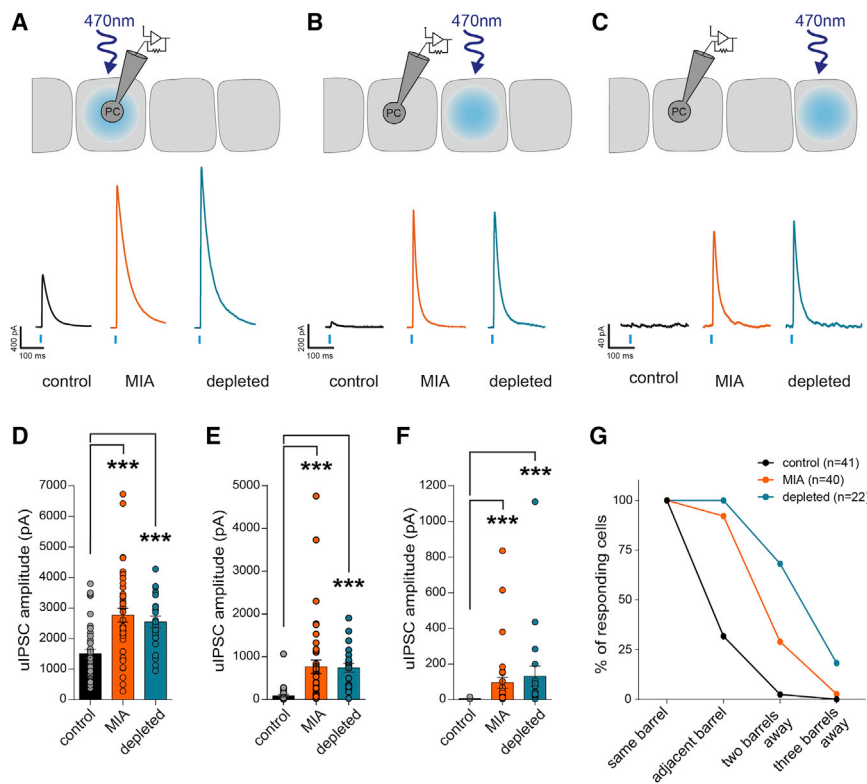 A
470nm
PC
B
470nm
PC
C
470nm
PC
400 pA
100 ms
control
MIA
depleted
200 pA
100 ms
control
MIA
depleted
40 pA
100 ms
control
MIA
depleted
D
uIPSC amplitude (pA)
7000
6000
5000
4000
3000
2000
1000
0
***
***
control
MIA
depleted
E
uIPSC amplitude (pA)
5000
4000
3000
2000
1000
0
***
***
control
MIA
depleted
F
uIPSC amplitude (pA)
1200
1000
800
600
400
200
0
***
***
control
MIA
depleted
G
control (n=41)
MIA (n=40)
depleted (n=22)
% of responding cells
100
75
50
25
0
same barrel
adjacent barrel
two barrels
away
three barrels
away